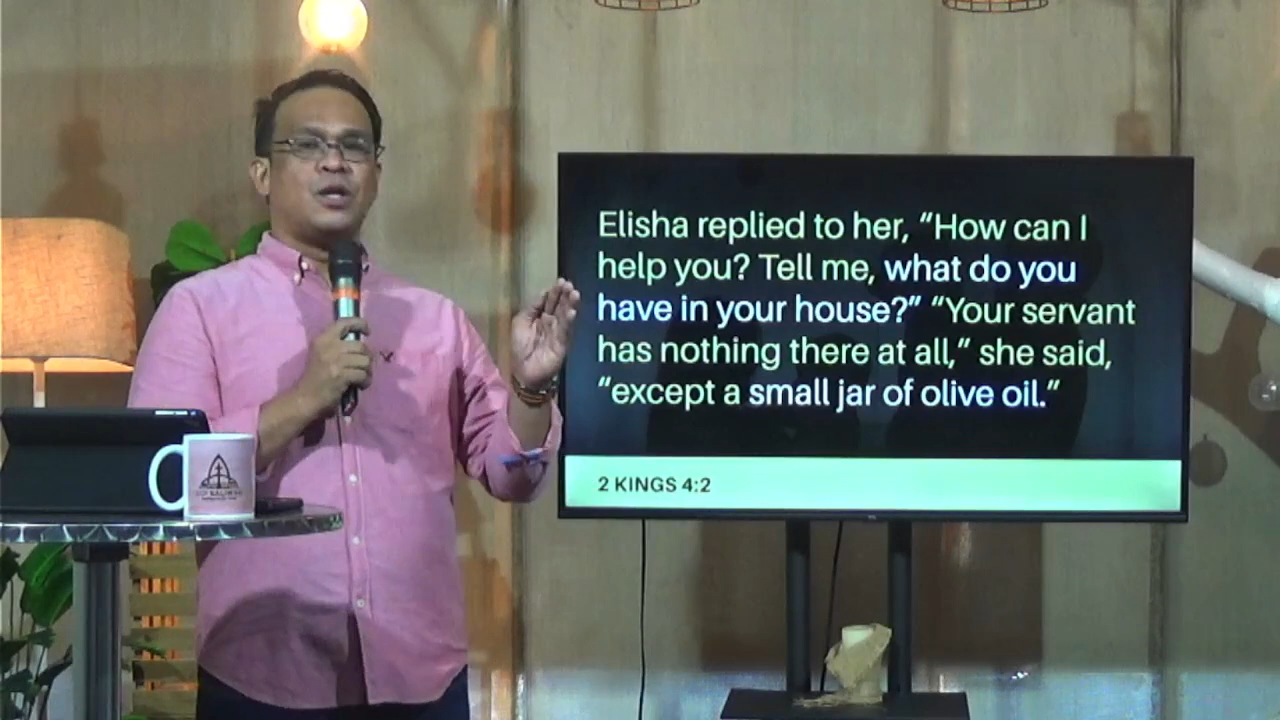 Elisha replied to her, “How can I
help you? Tell me, what do you
have in your house?” “Your servant
has nothing there at all,” she said,
“except a small jar of olive oil.”
2 KINGS 4:2